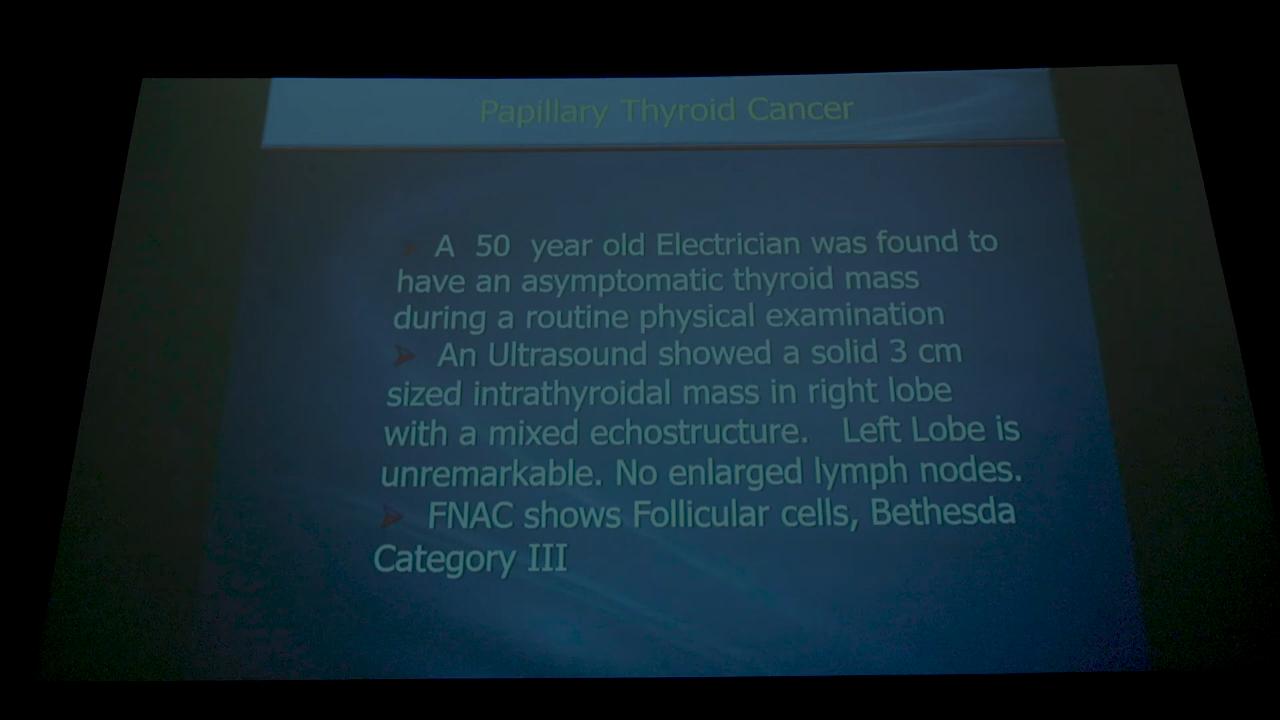 Papillary Thyroid Cancer
A 50 year old Electrician was found to
have an asymptomatic thyroid mass
during a routine physical examination
An Ultrasound showed a solid 3 cm
sized intrathyroidal mass in right lobe
with a mixed echostructure. Left Lobe is
unremarkable. No enlarged lymph nodes.
FNAC shows Follicular cells, Bethesda
Category III